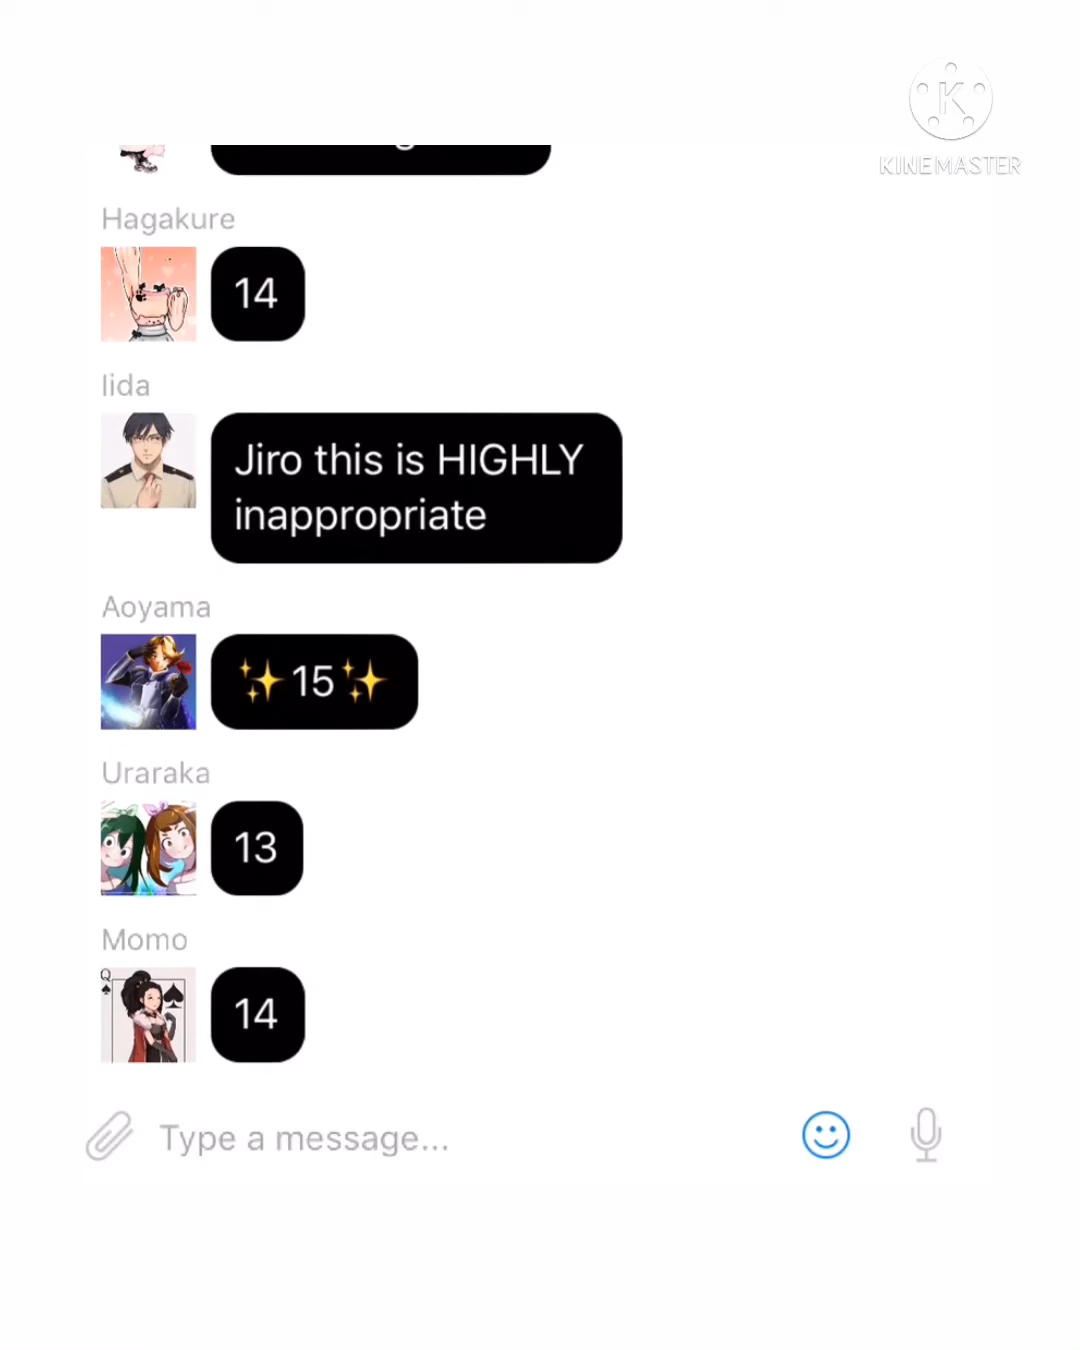 KINEMASTER
Hagakure
14
Iida
Jiro this is HIGHLY
inappropriate
Aoyama
✨15✨
Uraraka
13
Momo
Q
14
Type a message...